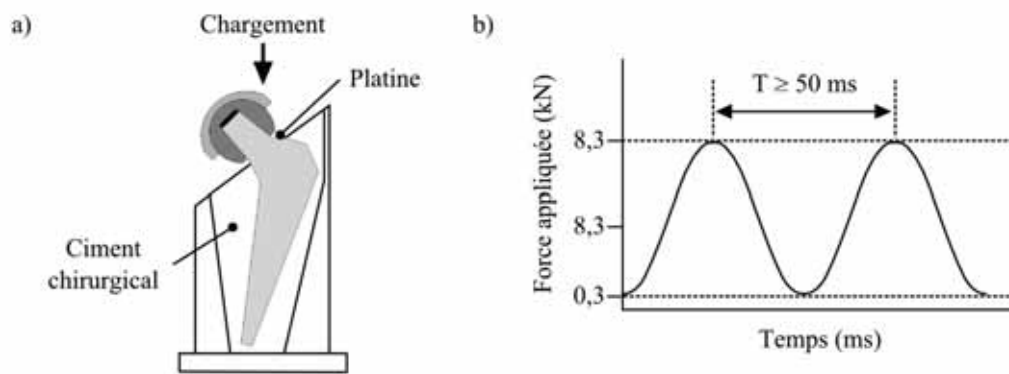 a)
Chargement
Platine
Ciment
chirurgical
b)
T ≥ 50 ms
Force appliquée (kN)
8,3
8,3
0,3
Temps (ms)